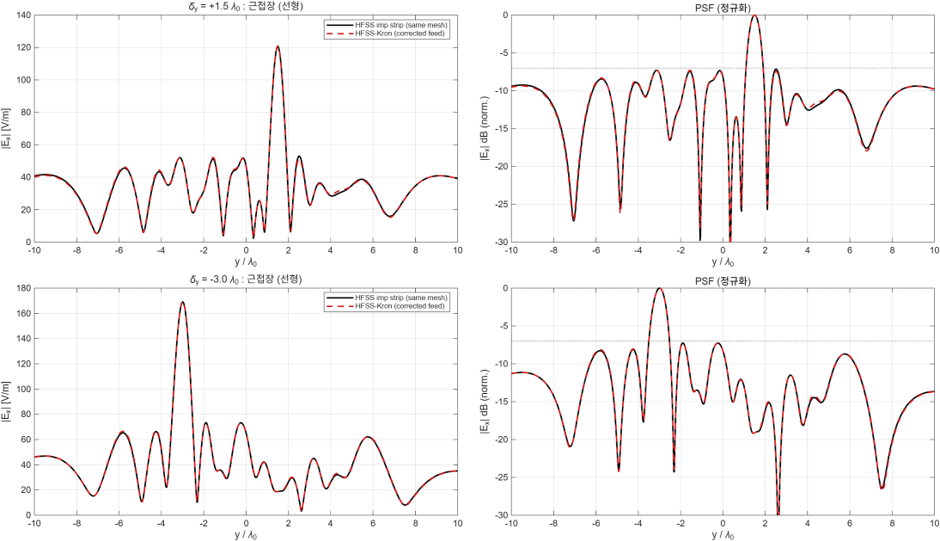 δy = +1.5 λ0 : 근접장 (선형)
HFSS imp strip (same mesh)
HFSS-Kron (corrected feed)
|Ex| [V/m]
140
120
100
80
60
40
20
0
-10 -8 -6 -4 -2 0 2 4 6 8 10
y / λ0
PSF (정규화)
|Ex| dB (norm.)
0
-5
-10
-15
-20
-25
-30
-10 -8 -6 -4 -2 0 2 4 6 8 10
y / λ0
δy = -3.0 λ0 : 근접장 (선형)
HFSS imp strip (same mesh)
HFSS-Kron (corrected feed)
|Ex| [V/m]
180
160
140
120
100
80
60
40
20
0
-10 -8 -6 -4 -2 0 2 4 6 8 10
y / λ0
PSF (정규화)
|Ex| dB (norm.)
0
-5
-10
-15
-20
-25
-30
-10 -8 -6 -4 -2 0 2 4 6 8 10
y / λ0